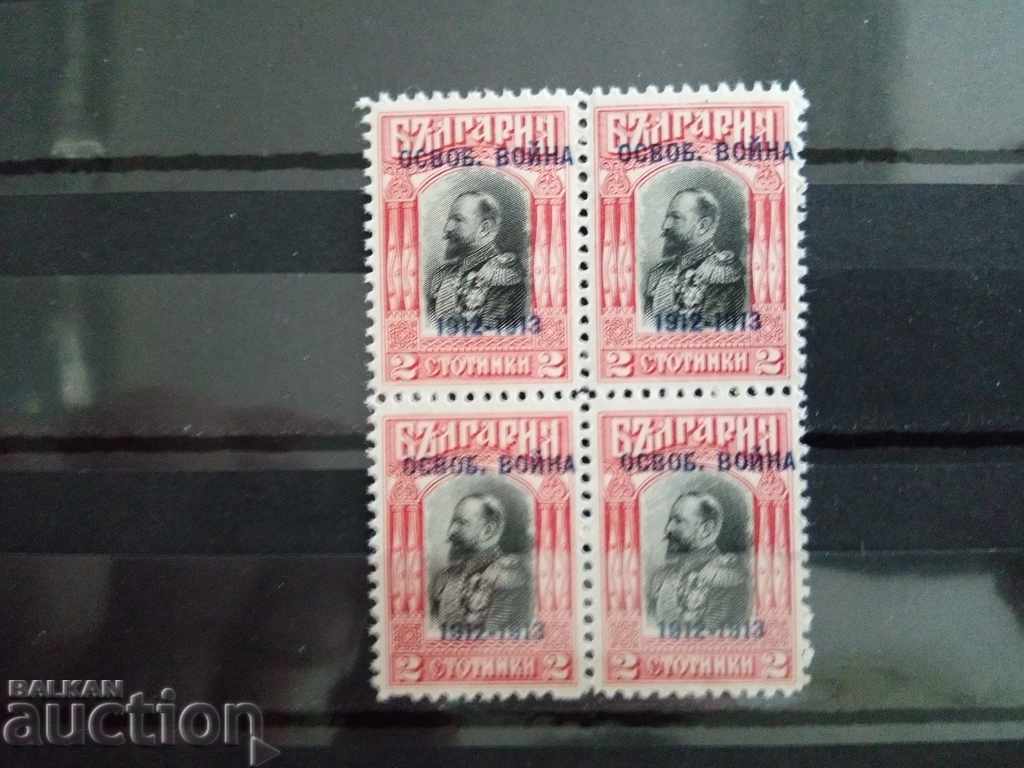 БЪЛГАРИЯ БЪЛГАРИЯ
ОСВОБ. ВОЙНА ОСВОБ. ВОЙНА
1912-1913 1912-1913
2 СТОТИНКИ 2 2 СТОТИНКИ 2
БЪЛГАРИЯ БЪЛГАРИЯ
ОСВОБ. ВОЙНА ОСВОБ. ВОЙНА
1912-1913 1912-1913
2 СТОТИНКИ 2 2 СТОТИНКИ 2
BALKAN
auction